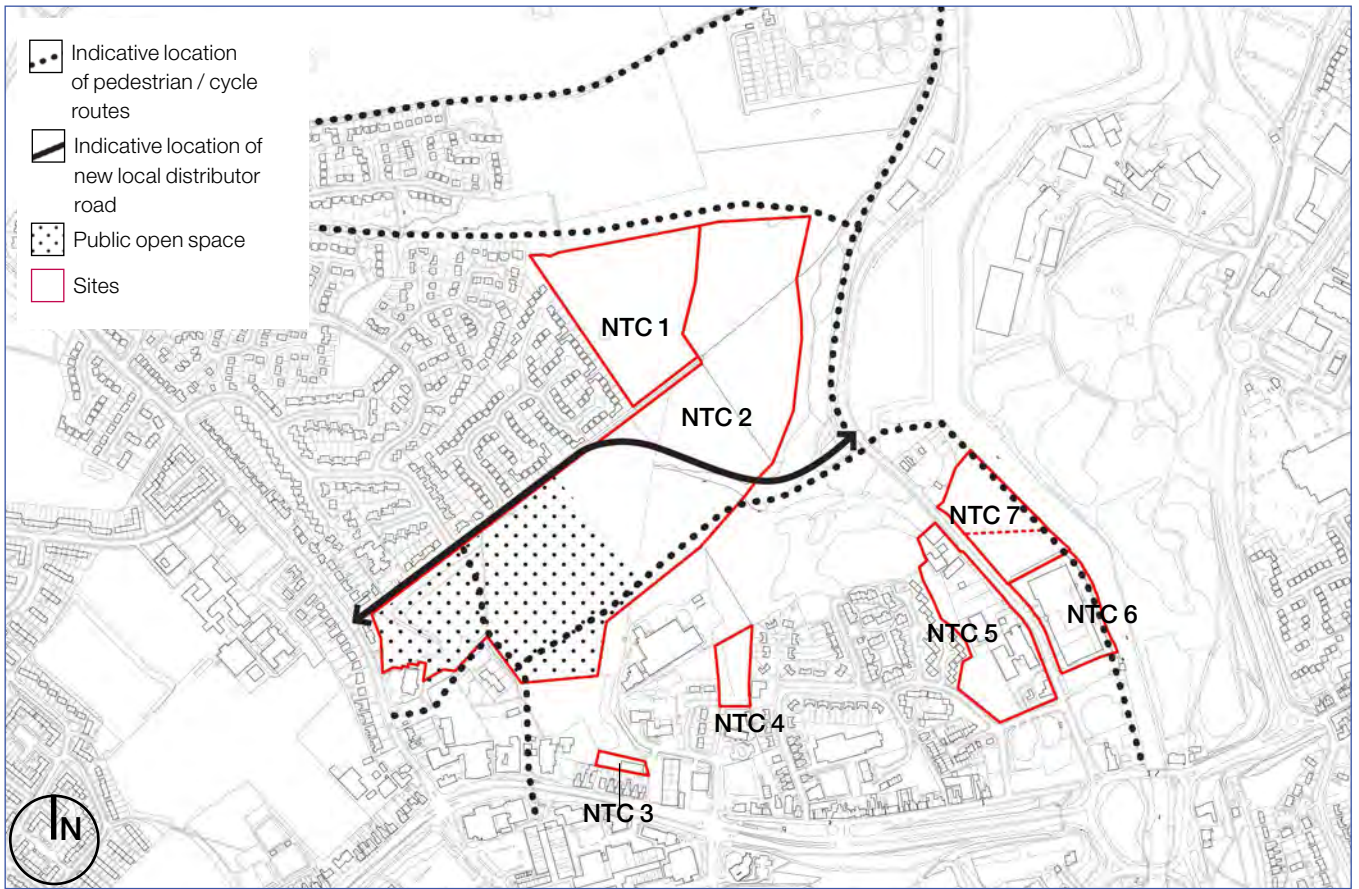 Indicative location
of pedestrian / cycle
routes
Indicative location of
new local distributor
road
Public open space
Sites
NTC 1
NTC 2
NTC 7
NTC 6
NTC 5
NTC 4
NTC 3
N